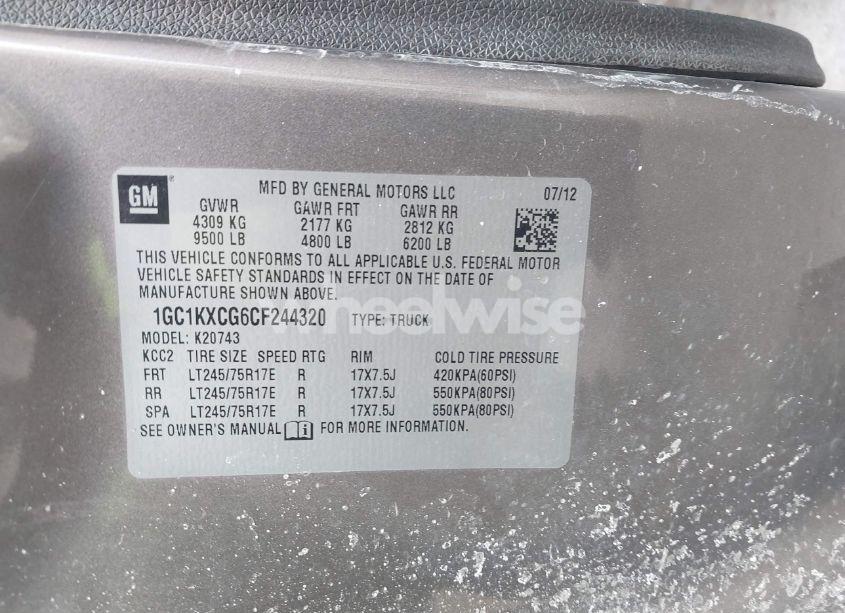 GM
MFD BY GENERAL MOTORS LLC 07/12
GVWR GAWR FRT GAWR RR
4309 KG 2177 KG 2812 KG
9500 LB 4800 LB 6200 LB
THIS VEHICLE CONFORMS TO ALL APPLICABLE U.S. FEDERAL MOTOR
VEHICLE SAFETY STANDARDS IN EFFECT ON THE DATE OF
MANUFACTURE SHOWN ABOVE.
wheelwise
1GC1KXCG6CF244320 TYPE: TRUCK
MODEL: K20743
KCC2 TIRE SIZE SPEED RTG RIM COLD TIRE PRESSURE
FRT LT245/75R17E R 17X7.5J 420KPA(60PSI)
RR LT245/75R17E R 17X7.5J 550KPA(80PSI)
SPA LT245/75R17E R 17X7.5J 550KPA(80PSI)
SEE OWNER'S MANUAL FOR MORE INFORMATION.